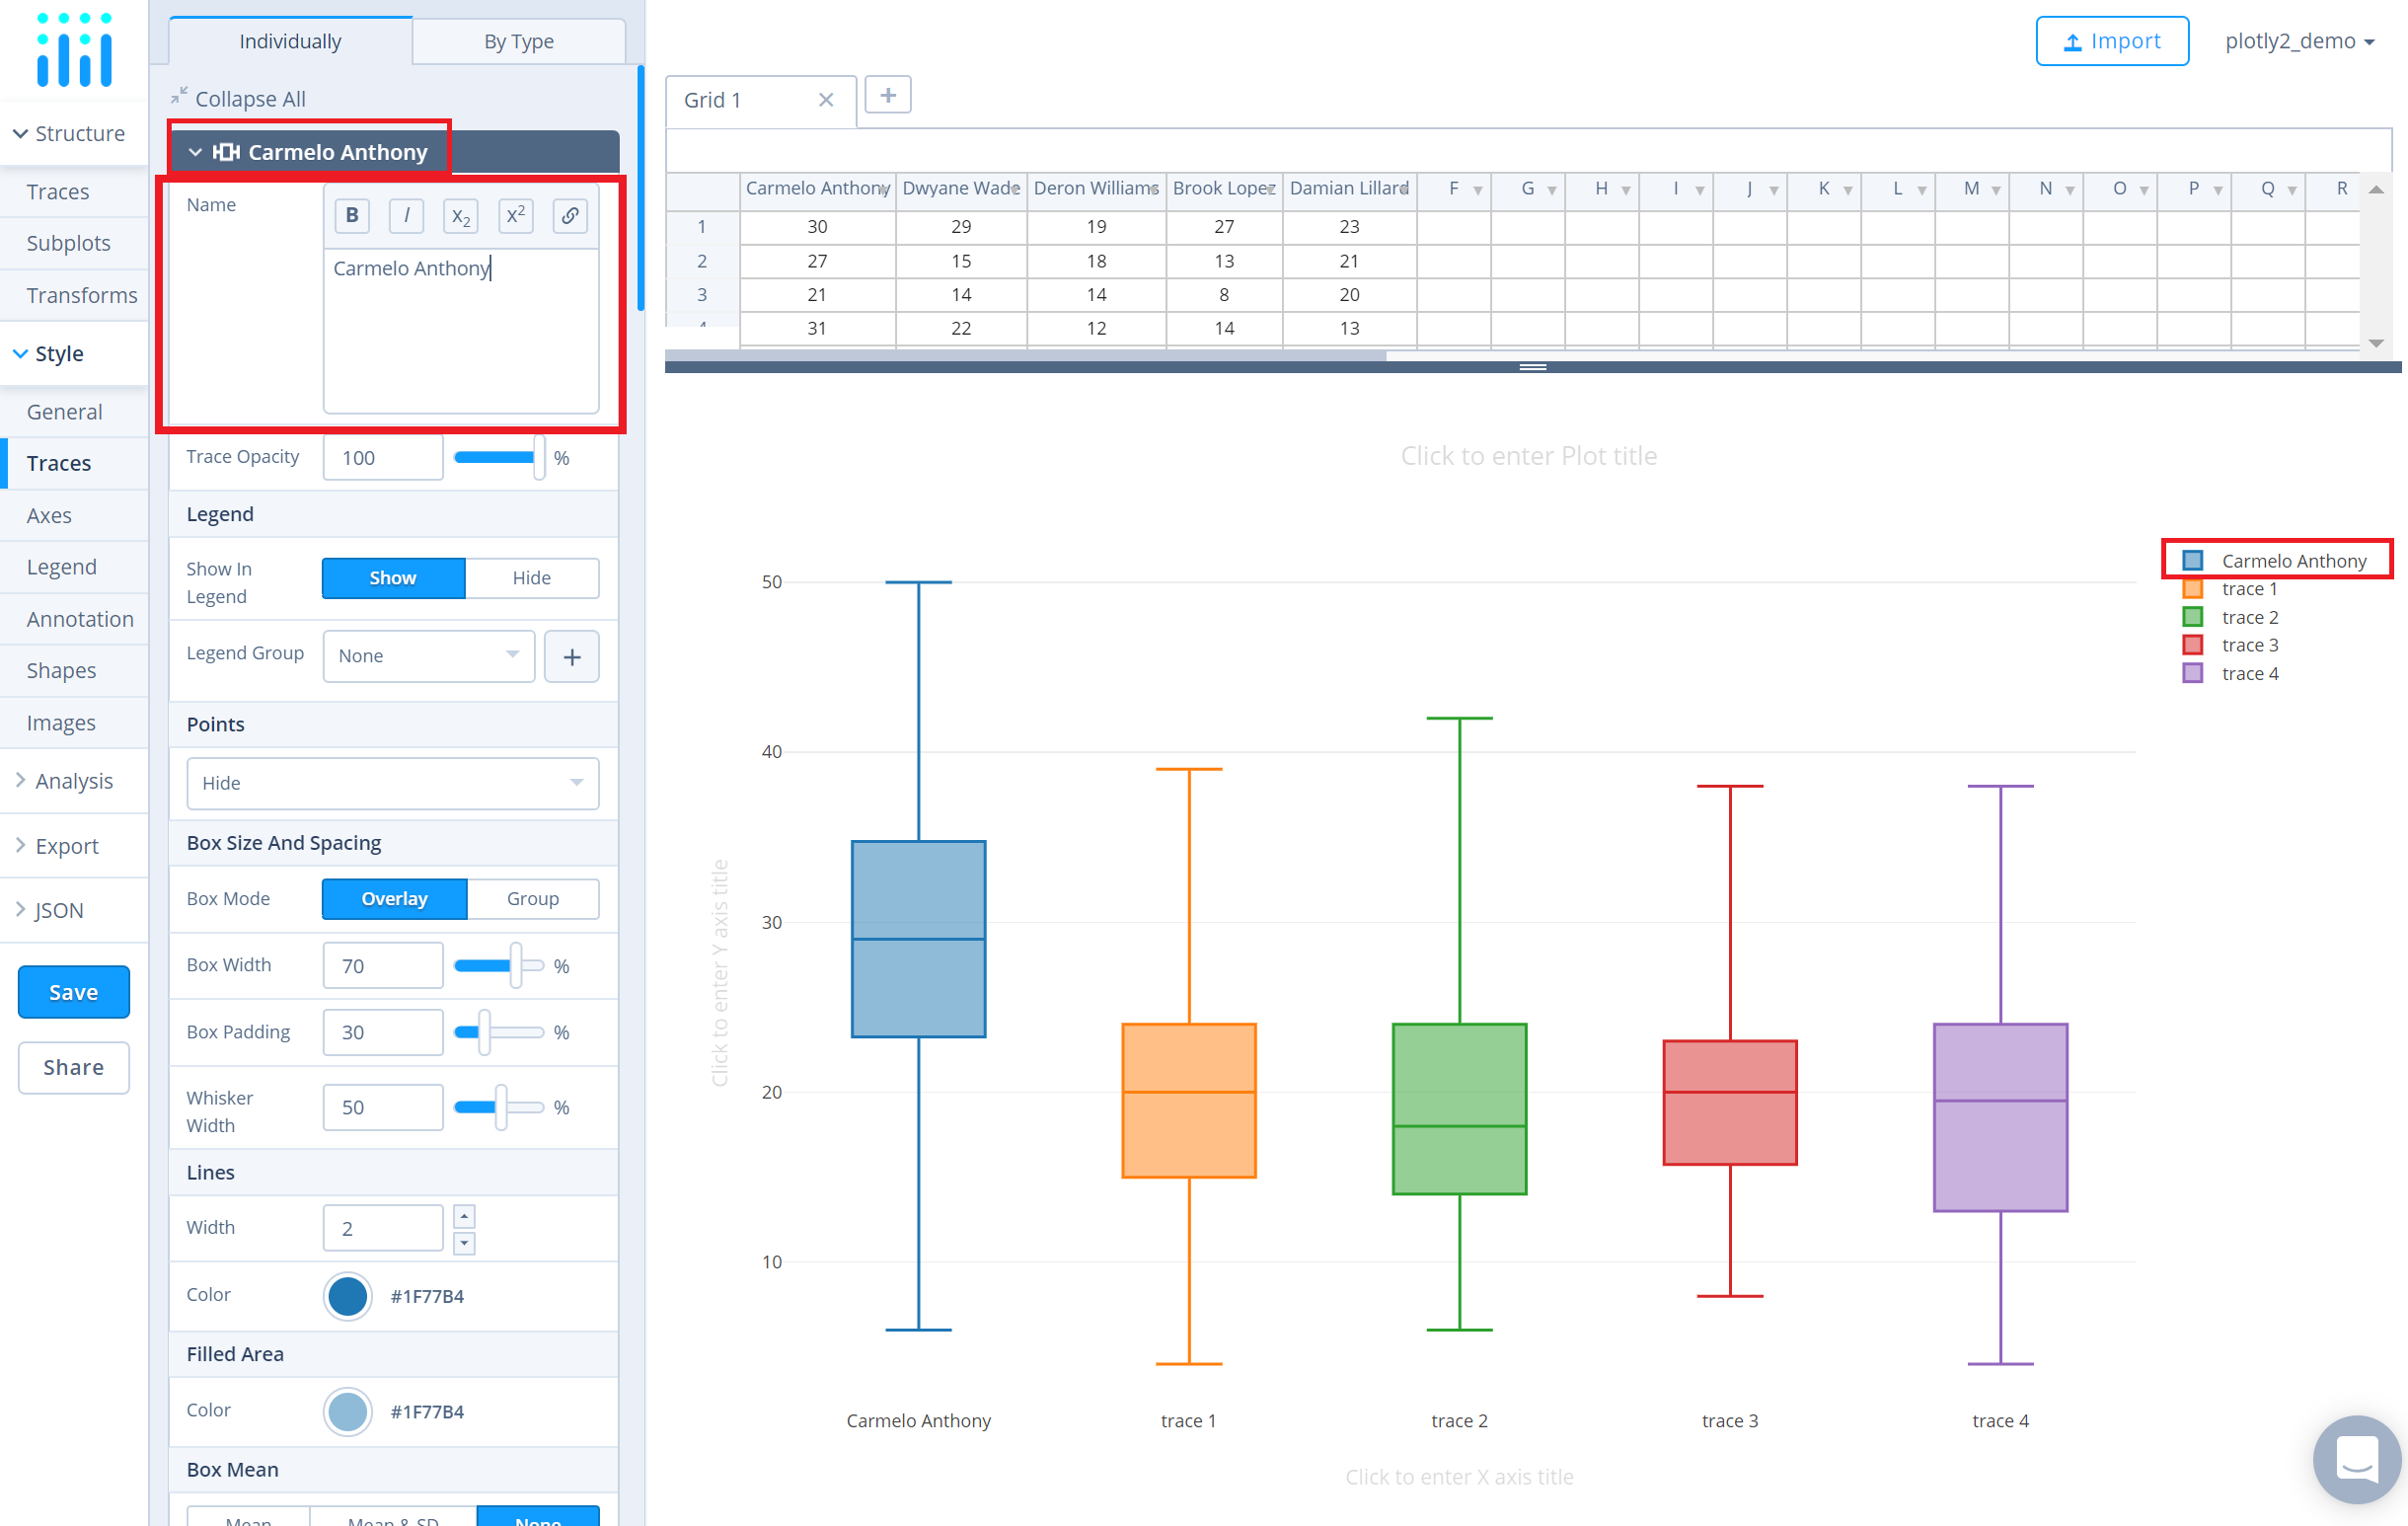 Structure
Traces
Subplots
Transforms
Style
General
Traces
Axes
Legend
Annotation
Shapes
Images
Analysis
Export
JSON
Save
Share
Individually
By Type
Collapse All
Carmelo Anthony
Name
B I x2 x2
Carmelo Anthony
Trace Opacity 100 %
Legend
Show In Legend
Show Hide
Legend Group None +
Points
Hide
Box Size And Spacing
Box Mode Overlay Group
Box Width 70 %
Box Padding 30 %
Whisker Width 50 %
Lines
Width 2
Color #1F77B4
Filled Area
Color #1F77B4
Box Mean
Mean Mean & SD None
Import
plotly2_demo
Grid 1 × +
Carmelo Anthony Dwyane Wade Deron Williams Brook Lopez Damian Lillard F G H I J K L M N O P Q R
1 30 29 19 27 23
2 27 15 18 13 21
3 21 14 14 8 20
4 31 22 12 14 13
Click to enter Plot title
Carmelo Anthony
trace 1
trace 2
trace 3
trace 4
50
40
30
20
10
Click to enter Y axis title
Carmelo Anthony trace 1 trace 2 trace 3 trace 4
Click to enter X axis title